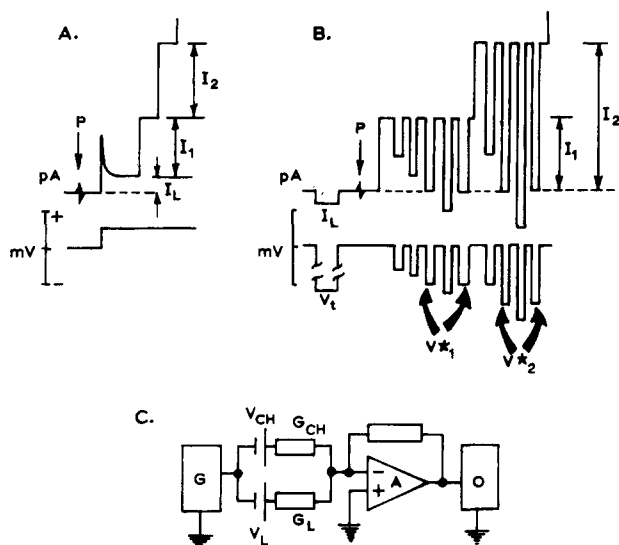 A.
I2
P
I1
pA
IL
+
mV
−
B.
P
I2
I1
pA
IL
mV
Vt
V*1
V*2
C.
VCH
GCH
G
A
−
+
O
VL
GL